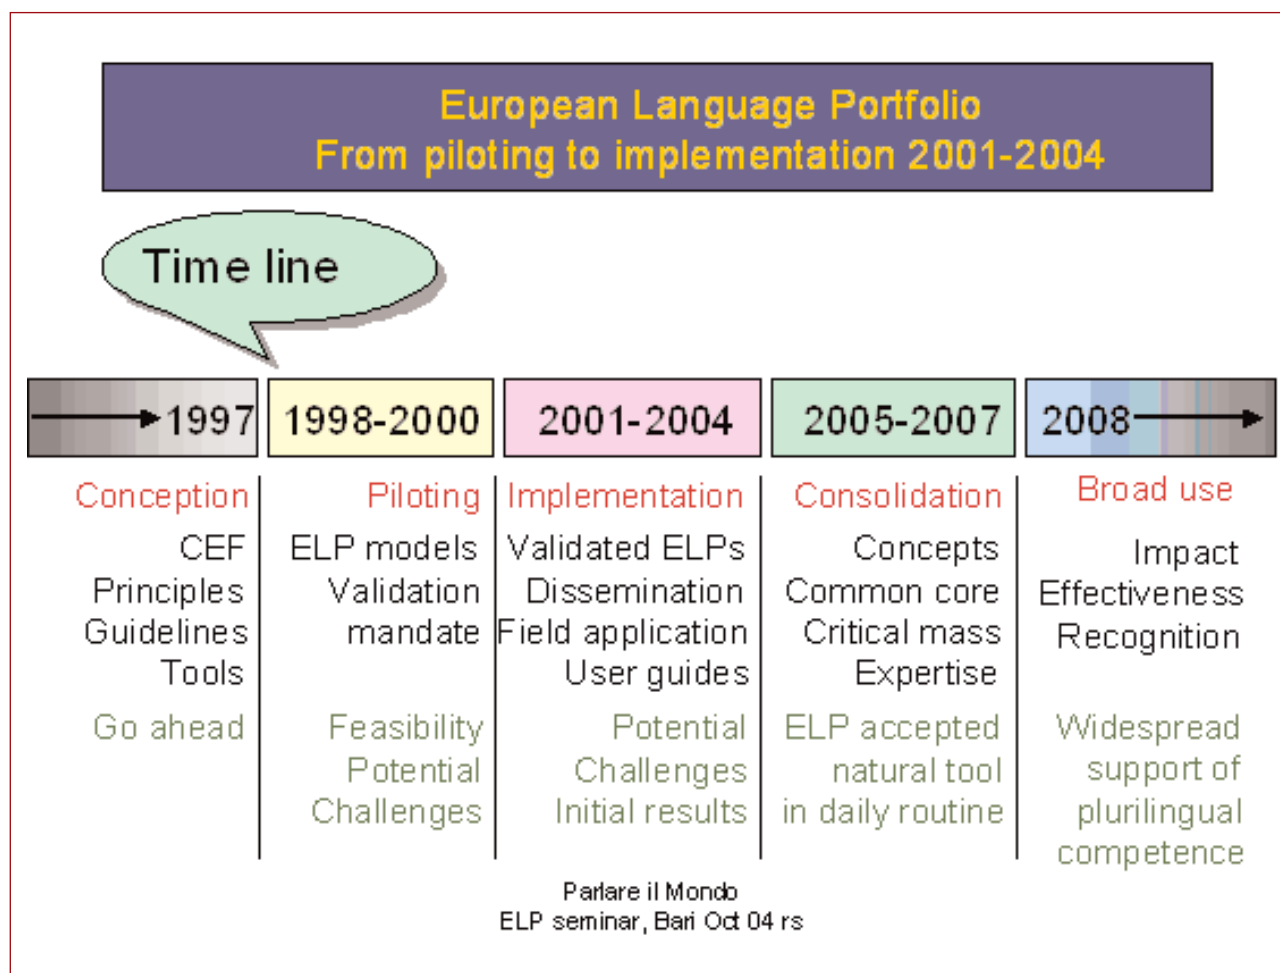 European Language Portfolio
From piloting to implementation 2001-2004
Time line
1997
1998-2000
2001-2004
2005-2007
2008
Conception
CEF
Principles
Guidelines
Tools
Go ahead
Piloting
ELP models
Validation
mandate
Feasibility
Potential
Challenges
Implementation
Validated ELPs
Dissemination
Field application
User guides
Potential
Challenges
Initial results
Consolidation
Concepts
Common core
Critical mass
Expertise
ELP accepted
natural tool
in daily routine
Broad use
Impact
Effectiveness
Recognition
Widespread
support of
plurilingual
competence
Parlare il Mondo
ELP seminar, Bari Oct 04 rs